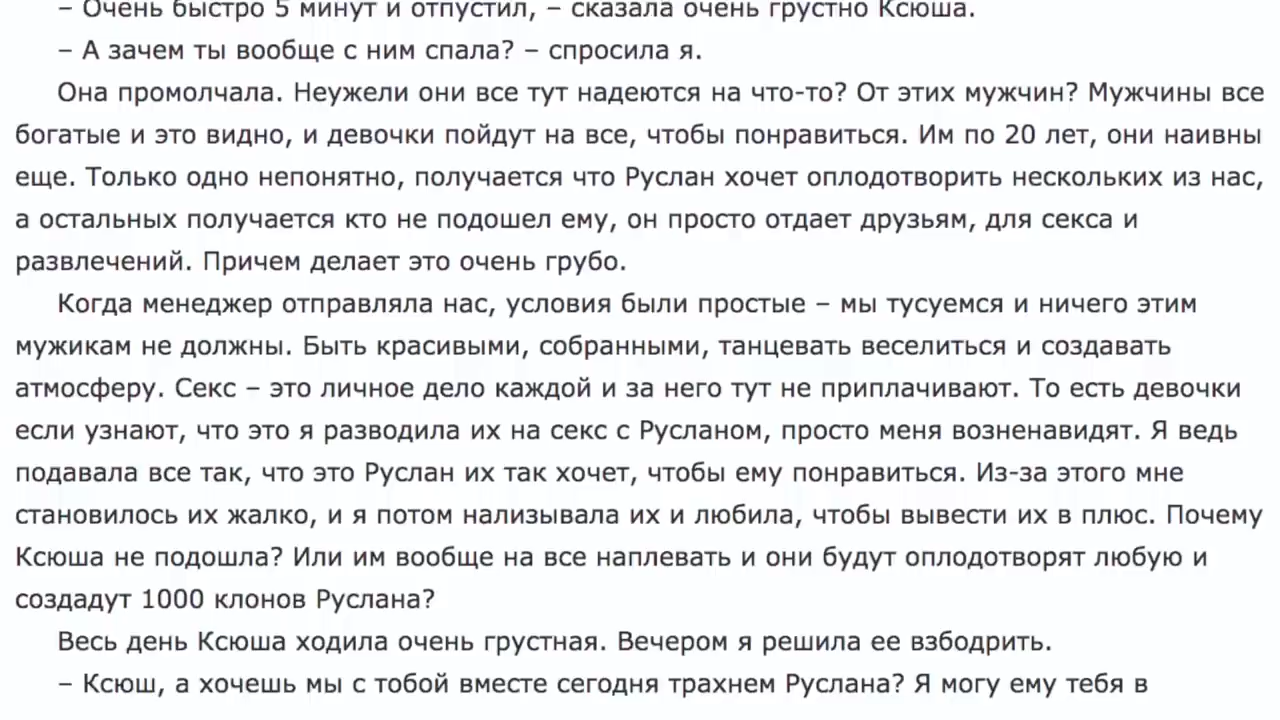 – Очень быстро 5 минут и отпустил, – сказала очень грустно Ксюша.
– А зачем ты вообще с ним спала? – спросила я.
Она промолчала. Неужели они все тут надеются на что-то? От этих мужчин? Мужчины все
богатые и это видно, и девочки пойдут на все, чтобы понравиться. Им по 20 лет, они наивны
еще. Только одно непонятно, получается что Руслан хочет оплодотворить нескольких из нас,
а остальных получается кто не подошел ему, он просто отдает друзьям, для секса и
развлечений. Причем делает это очень грубо.
Когда менеджер отправляла нас, условия были простые – мы тусуемся и ничего этим
мужикам не должны. Быть красивыми, собранными, танцевать веселиться и создавать
атмосферу. Секс – это личное дело каждой и за него тут не приплачивают. То есть девочки
если узнают, что это я разводила их на секс с Русланом, просто меня возненавидят. Я ведь
подавала все так, что это Руслан их так хочет, чтобы ему понравиться. Из-за этого мне
становилось их жалко, и я потом нализывала их и любила, чтобы вывести их в плюс. Почему
Ксюша не подошла? Или им вообще на все наплевать и они будут оплодотворят любую и
создадут 1000 клонов Руслана?
Весь день Ксюша ходила очень грустная. Вечером я решила ее взбодрить.
– Ксюш, а хочешь мы с тобой вместе сегодня трахнем Руслана? Я могу ему тебя в